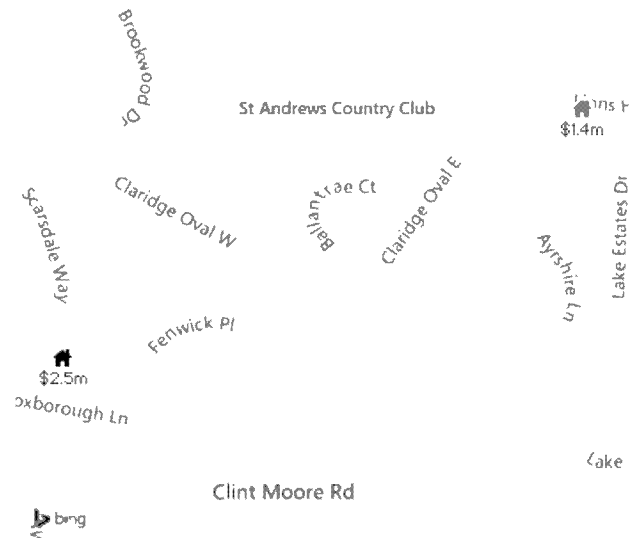 Brookwood Dr
St Andrews Country Club
$1.4m
Scarsdale Way
Claridge Oval W
Ballantrae Ct
Claridge Oval E
Ayrshire Ln
Lake Estates Dr
Fenwick Pl
$2.5m
oxborough Ln
Lake
Clint Moore Rd
bing